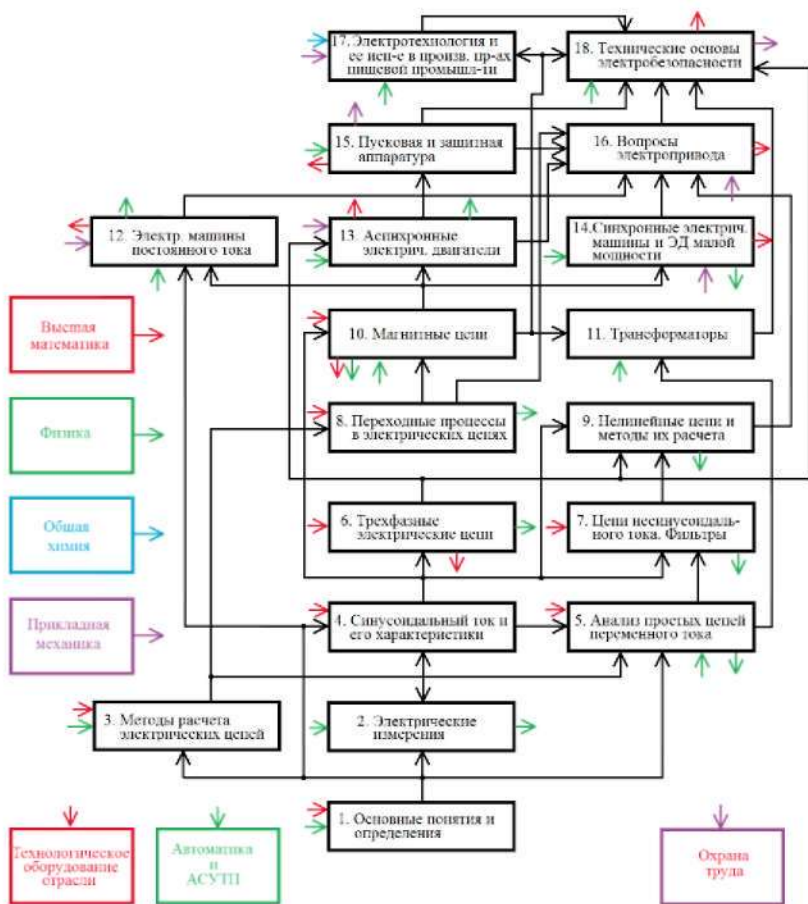 17. Электротехнология и
ее исп-е в произв. пр-ах
пищевой промышл-ти
18. Технические основы
электробезопасности
15. Пусковая и защитная
аппаратура
16. Вопросы
электропривода
12. Электр. машины
постоянного тока
13. Асинхронные
электрич. двигатели
14.Синхронные электрич.
машины и ЭД малой
мощности
Высшая
математика
10. Магнитные цепи
11. Трансформаторы
Физика
8. Переходные процессы
в электрических цепях
9. Нелинейные цепи и
методы их расчета
Общая
химия
6. Трехфазные
электрические цепи
7. Цепи несинусоидаль-
ного тока. Фильтры
Прикладная
механика
4. Синусоидальный ток и
его характеристики
5. Анализ простых цепей
переменного тока
3. Методы расчета
электрических цепей
2. Электрические
измерения
1. Основные понятия и
определения
Технологическое
оборудование
отрасли
Автоматика
и
АСУТП
Охрана
труда